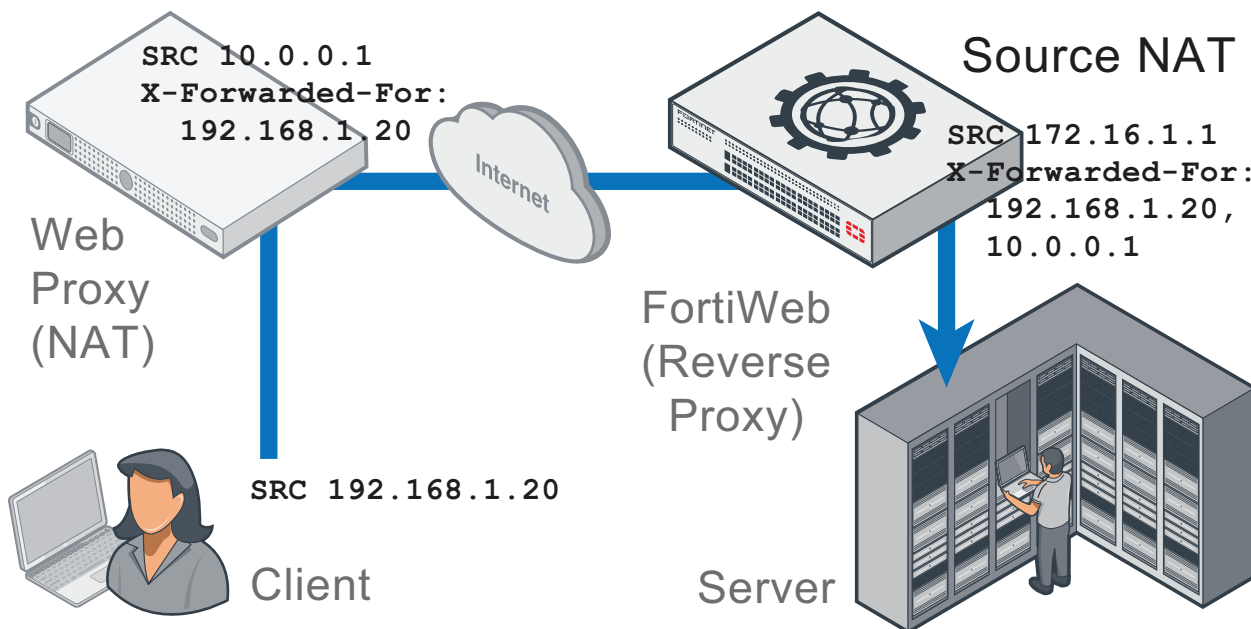 SRC 10.0.0.1
X-Forwarded-For:
192.168.1.20
Web
Proxy
(NAT)
Internet
FORTINET
Source NAT
SRC 172.16.1.1
X-Forwarded-For:
192.168.1.20,
10.0.0.1
FortiWeb
(Reverse
Proxy)
SRC 192.168.1.20
Client
Server